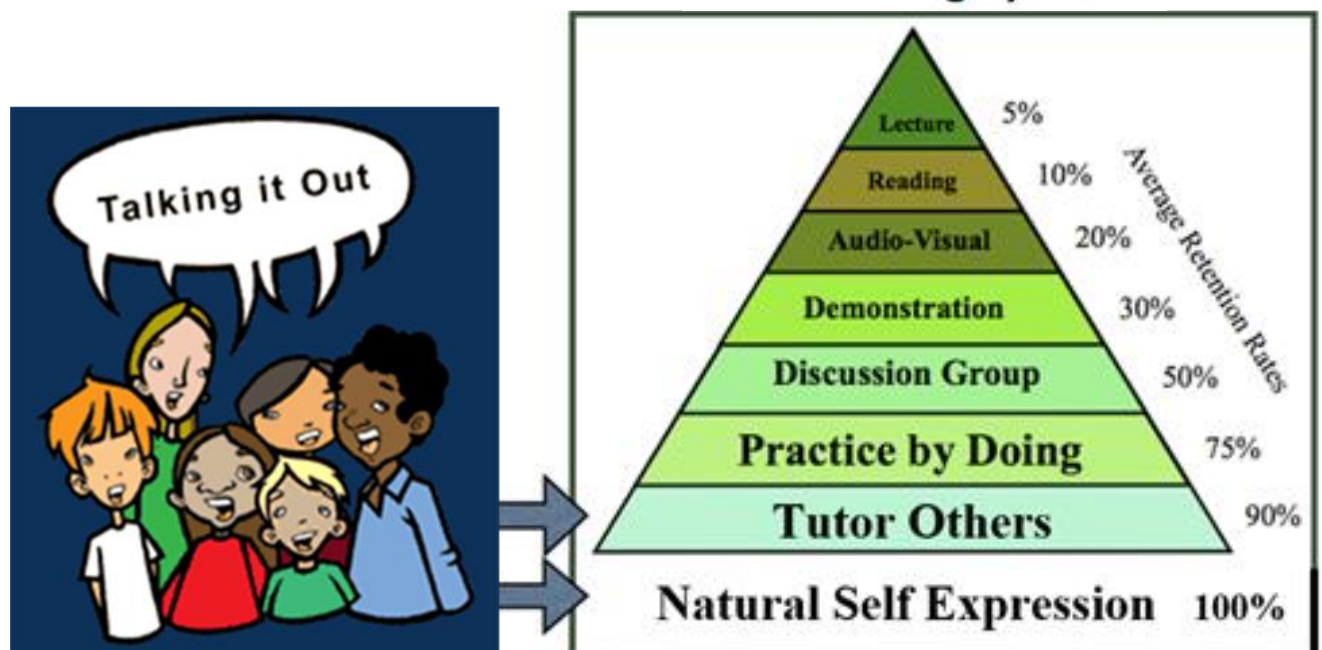 Talking it Out
Lecture 5%
Reading 10%
Audio-Visual 20%
Demonstration 30%
Discussion Group 50%
Practice by Doing 75%
Tutor Others 90%
Natural Self Expression 100%
Average Retention Rates